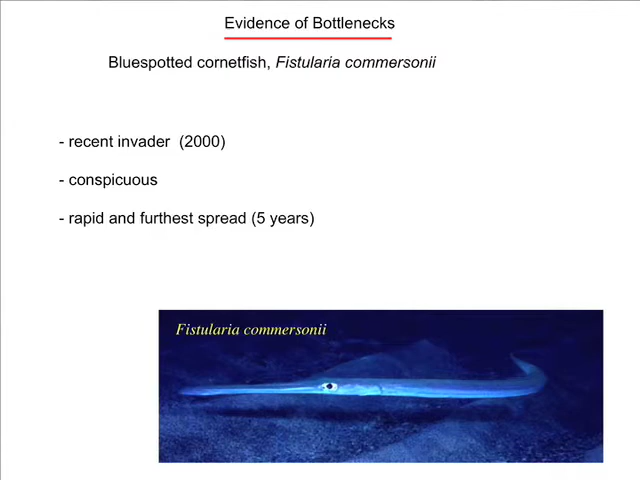 Evidence of Bottlenecks
Bluespotted cornetfish, Fistularia commersonii
- recent invader (2000)
- conspicuous
- rapid and furthest spread (5 years)
Fistularia commersonii